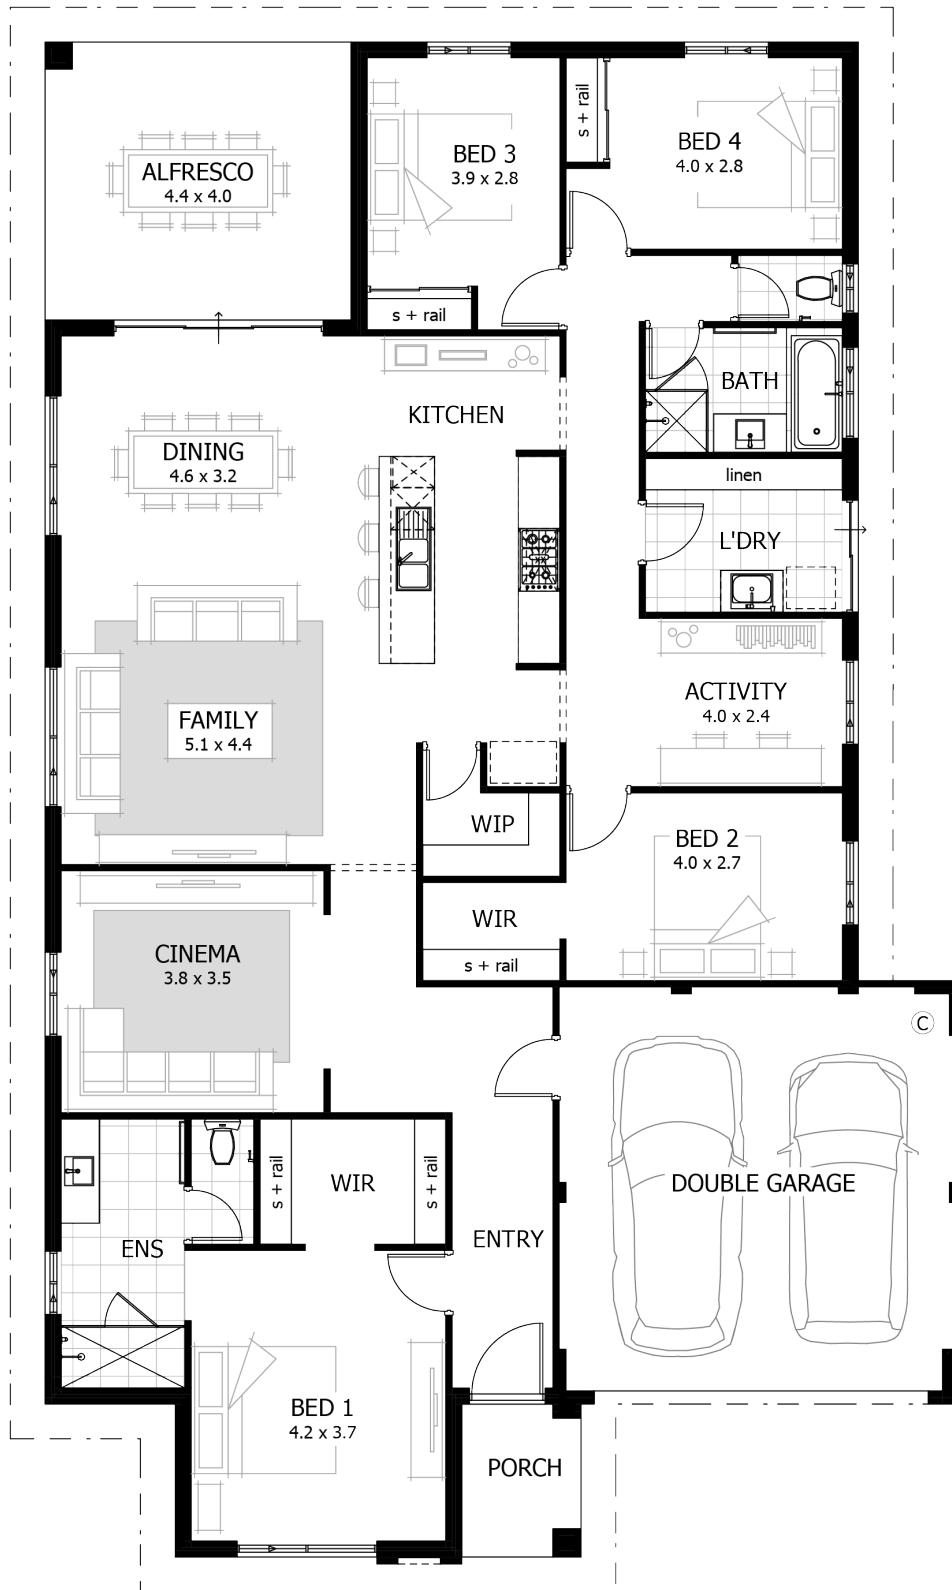 s + rail
BED 3
3.9 x 2.8
BED 4
4.0 x 2.8
ALFRESCO
4.4 x 4.0
s + rail
BATH
KITCHEN
DINING
4.6 x 3.2
linen
L'DRY
ACTIVITY
4.0 x 2.4
FAMILY
5.1 x 4.4
WIP
BED 2
4.0 x 2.7
WIR
s + rail
CINEMA
3.8 x 3.5
C
s + rail
WIR
s + rail
DOUBLE GARAGE
ENTRY
ENS
BED 1
4.2 x 3.7
PORCH